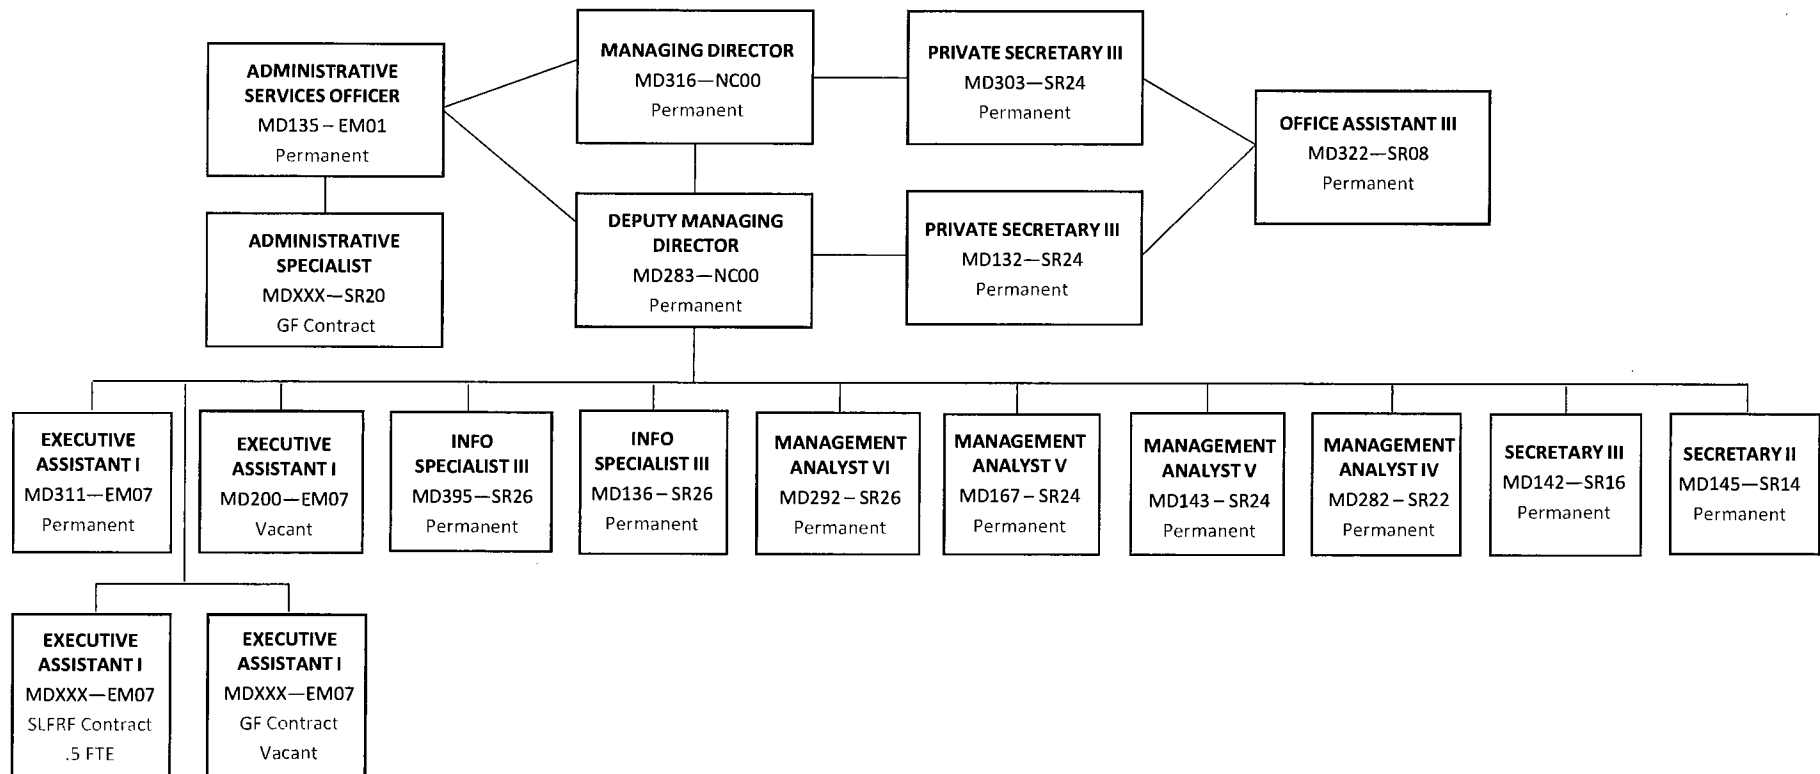 ADMINISTRATIVE
SERVICES OFFICER
MD135 – EM01
Permanent
MANAGING DIRECTOR
MD316—NC00
Permanent
PRIVATE SECRETARY III
MD303—SR24
Permanent
OFFICE ASSISTANT III
MD322—SR08
Permanent
ADMINISTRATIVE
SPECIALIST
MDXXX—SR20
GF Contract
DEPUTY MANAGING
DIRECTOR
MD283—NC00
Permanent
PRIVATE SECRETARY III
MD132—SR24
Permanent
EXECUTIVE
ASSISTANT I
MD311—EM07
Permanent
EXECUTIVE
ASSISTANT I
MD200—EM07
Vacant
INFO
SPECIALIST III
MD395—SR26
Permanent
INFO
SPECIALIST III
MD136—SR26
Permanent
MANAGEMENT
ANALYST VI
MD292—SR26
Permanent
MANAGEMENT
ANALYST V
MD167—SR24
Permanent
MANAGEMENT
ANALYST V
MD143 – SR24
Permanent
MANAGEMENT
ANALYST IV
MD282 – SR22
Permanent
SECRETARY III
MD142—SR16
Permanent
SECRETARY II
MD145—SR14
Permanent
EXECUTIVE
ASSISTANT I
MDXXX—EM07
SLFRF Contract
.5 FTE
EXECUTIVE
ASSISTANT I
MDXXX—EM07
GF Contract
Vacant